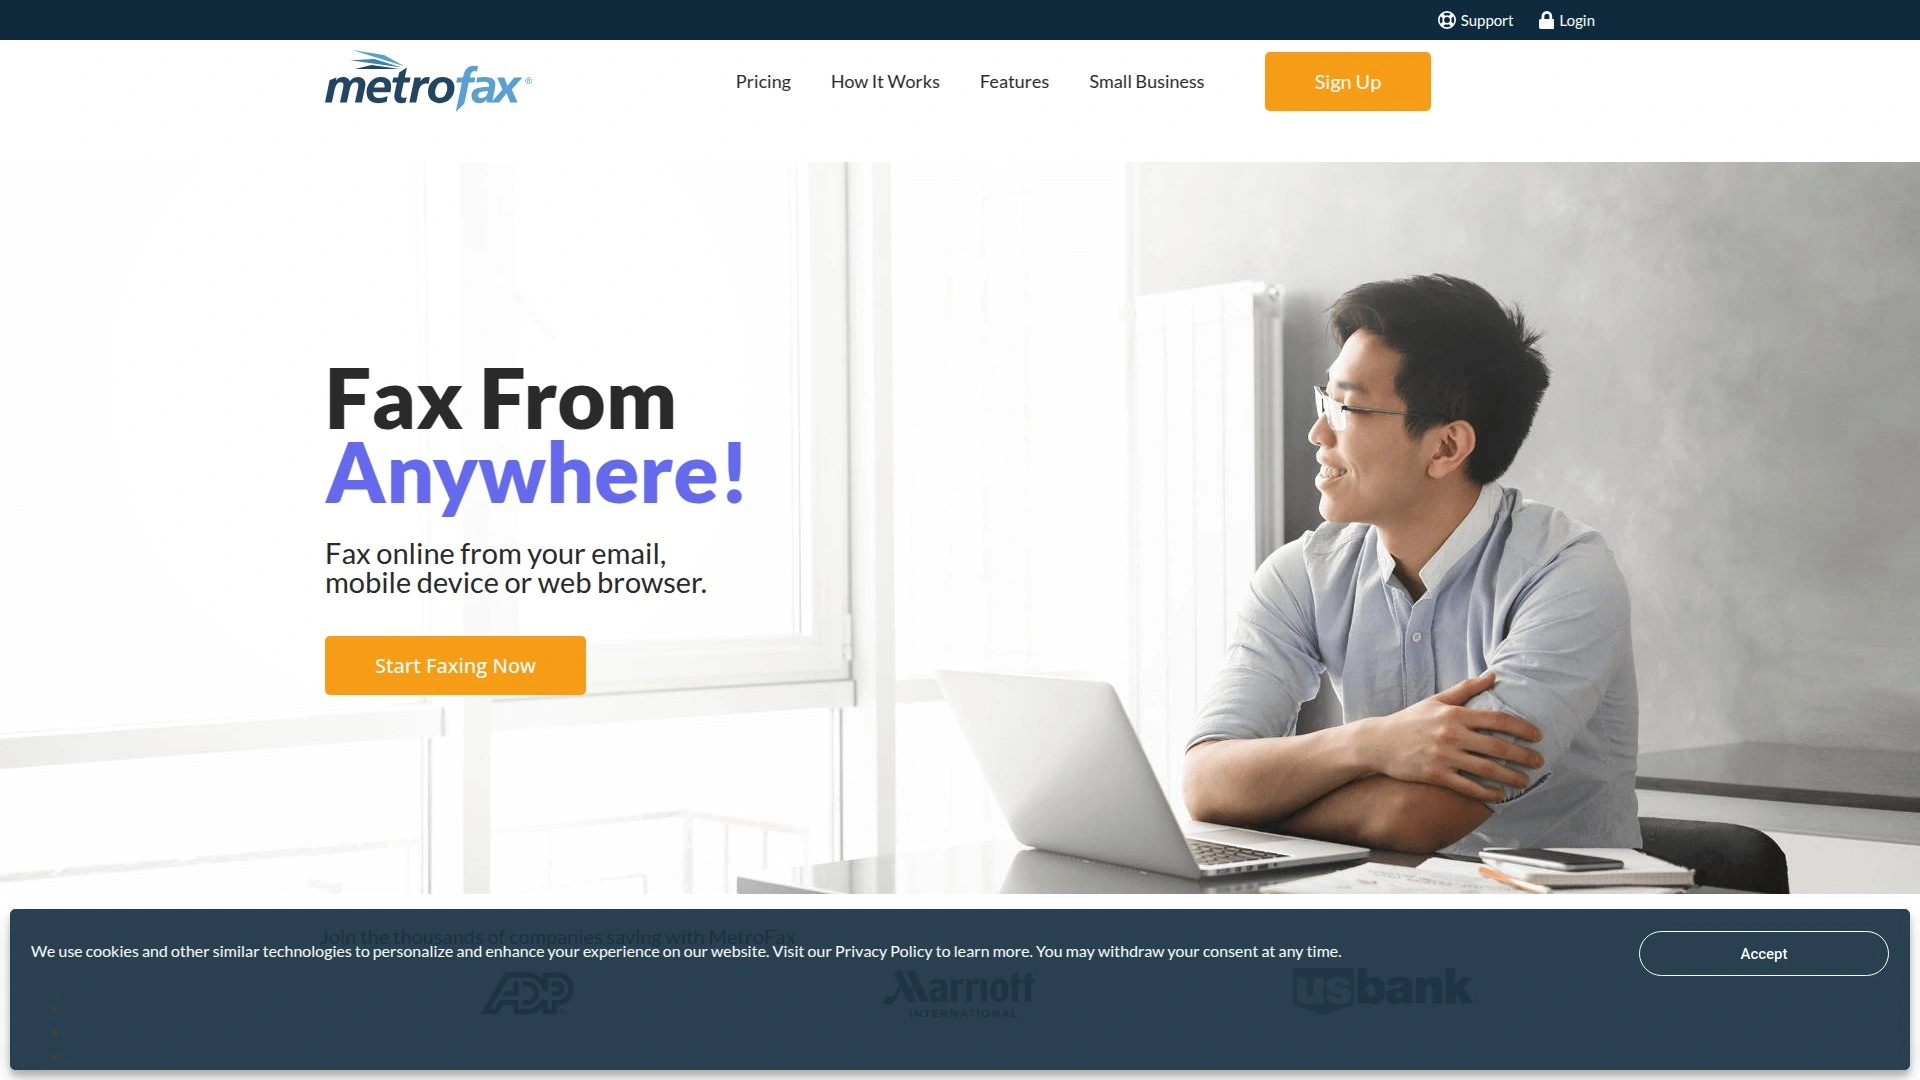 Support
Login
metrofax®
Pricing
How It Works
Features
Small Business
Sign Up
Fax From
Anywhere!
Fax online from your email,
mobile device or web browser.
Start Faxing Now
Join the thousands of companies saving with MetroFax
We use cookies and other similar technologies to personalize and enhance your experience on our website. Visit our Privacy Policy to learn more. You may withdraw your consent at any time.
Accept
ADP
Marriott
INTERNATIONAL
usbank